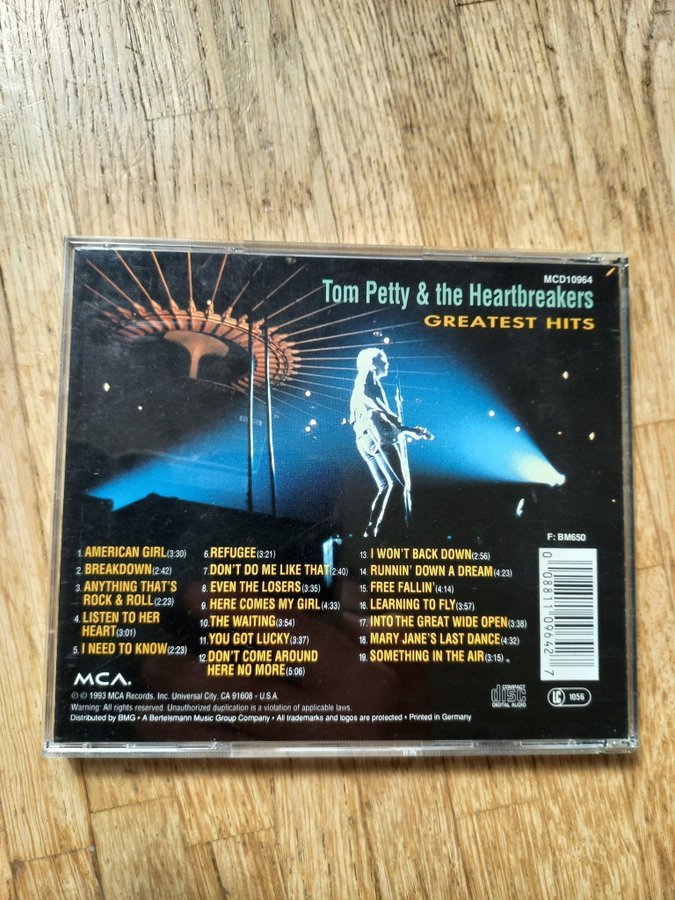 MCD10964
Tom Petty & the Heartbreakers
GREATEST HITS
F: BM650
1. AMERICAN GIRL (3:30)
2. BREAKDOWN (2:42)
3. ANYTHING THAT'S
ROCK & ROLL (2:23)
4. LISTEN TO HER
HEART (3:01)
5. I NEED TO KNOW (2:23)
6. REFUGEE (3:21)
7. DON'T DO ME LIKE THAT (2:40)
8. EVEN THE LOSERS (3:35)
9. HERE COMES MY GIRL (4:33)
10. THE WAITING (3:54)
11. YOU GOT LUCKY (3:37)
12. DON'T COME AROUND
HERE NO MORE (5:06)
13. I WON'T BACK DOWN (2:56)
14. RUNNIN' DOWN A DREAM (4:23)
15. FREE FALLIN' (4:14)
16. LEARNING TO FLY (3:57)
17. INTO THE GREAT WIDE OPEN (3:38)
18. MARY JANE'S LAST DANCE (4:32)
19. SOMETHING IN THE AIR (3:15)
0 08811 09642 7
MCA.
℗ © 1993 MCA Records, Inc. Universal City, CA 91608 - U.S.A.
Warning: All rights reserved. Unauthorized duplication is a violation of applicable laws.
Distributed by BMG • A Bertelsmann Music Group Company • All trademarks and logos are protected • Printed in Germany
COMPACT
disc
DIGITAL AUDIO
LC 1056